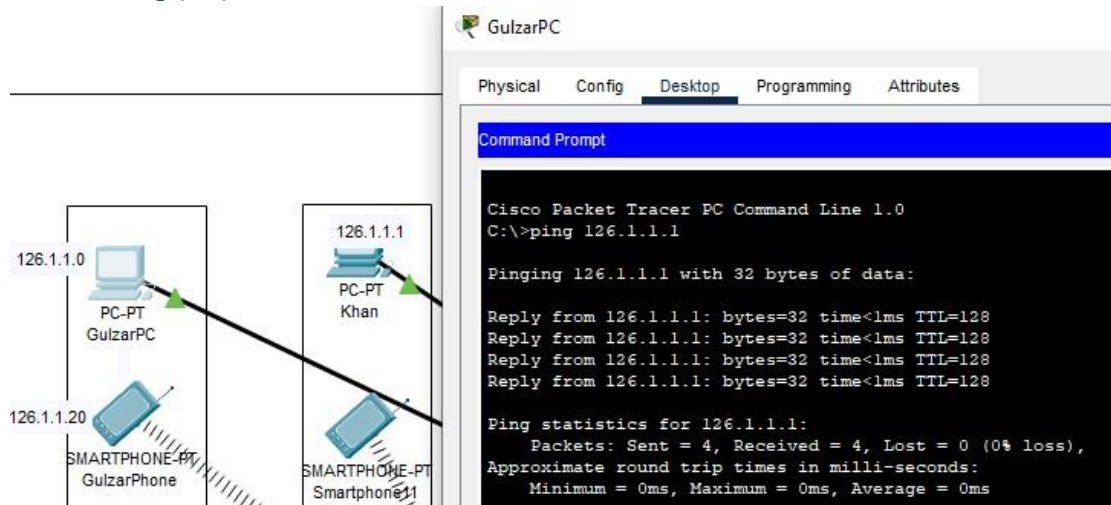 GulzarPC
Physical Config Desktop Programming Attributes
Command Prompt
Cisco Packet Tracer PC Command Line 1.0
C:\>ping 126.1.1.1
Pinging 126.1.1.1 with 32 bytes of data:
Reply from 126.1.1.1: bytes=32 time<1ms TTL=128
Reply from 126.1.1.1: bytes=32 time<1ms TTL=128
Reply from 126.1.1.1: bytes=32 time<1ms TTL=128
Reply from 126.1.1.1: bytes=32 time<1ms TTL=128
Ping statistics for 126.1.1.1:
Packets: Sent = 4, Received = 4, Lost = 0 (0% loss),
Approximate round trip times in milli-seconds:
Minimum = 0ms, Maximum = 0ms, Average = 0ms
126.1.1.0
PC-PT
GulzarPC
126.1.1.20
SMARTPHONE-PT
GulzarPhone
126.1.1.1
PC-PT
Khan
SMARTPHONE-PT
Smartphone11